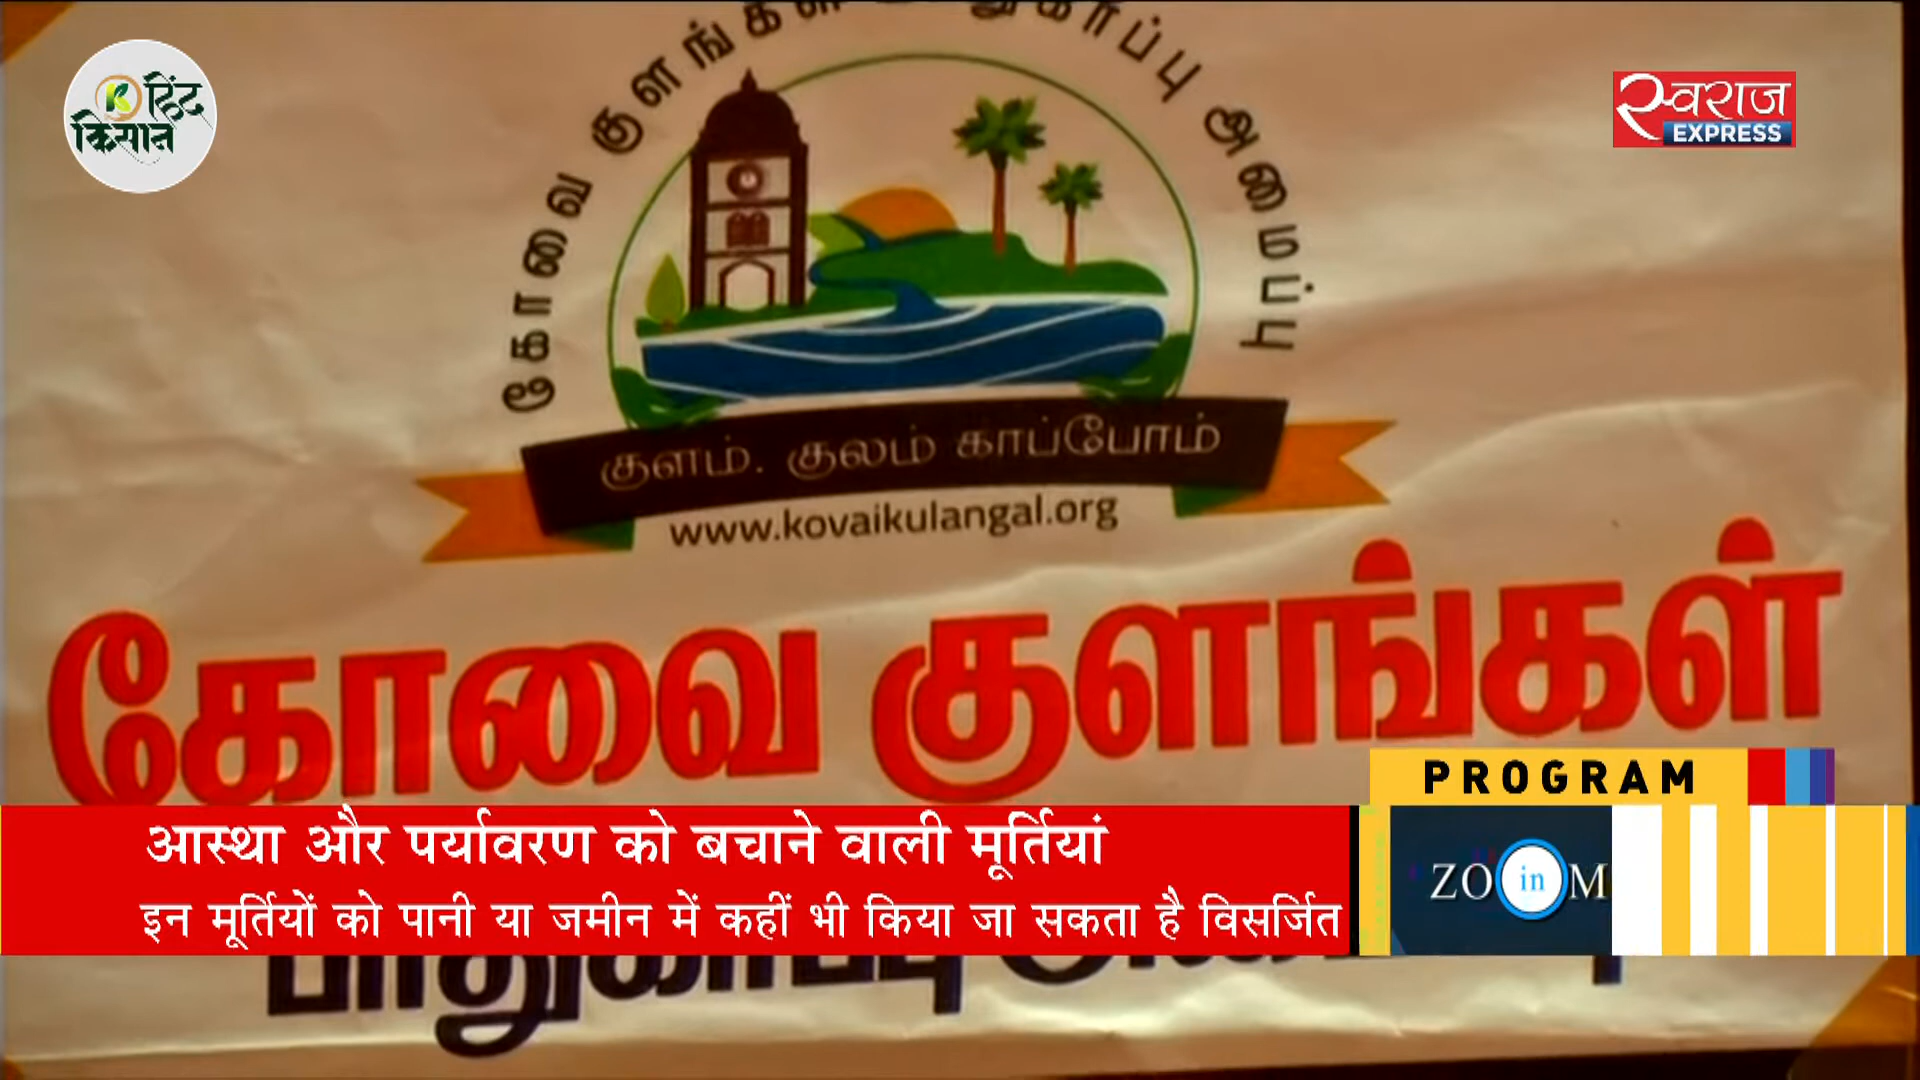 हिंद
किसान
स्वराज
EXPRESS
கோவை குளங்கள் பாதுகாப்பு அமைப்பு
குளம். குலம் காப்போம்
www.kovaikulangal.org
கோவை குளங்கள்
PROGRAM
आस्था और पर्यावरण को बचाने वाली मूर्तियां
इन मूर्तियों को पानी या जमीन में कहीं भी किया जा सकता है विसर्जित
ZOinM
பாதுகாப்பு